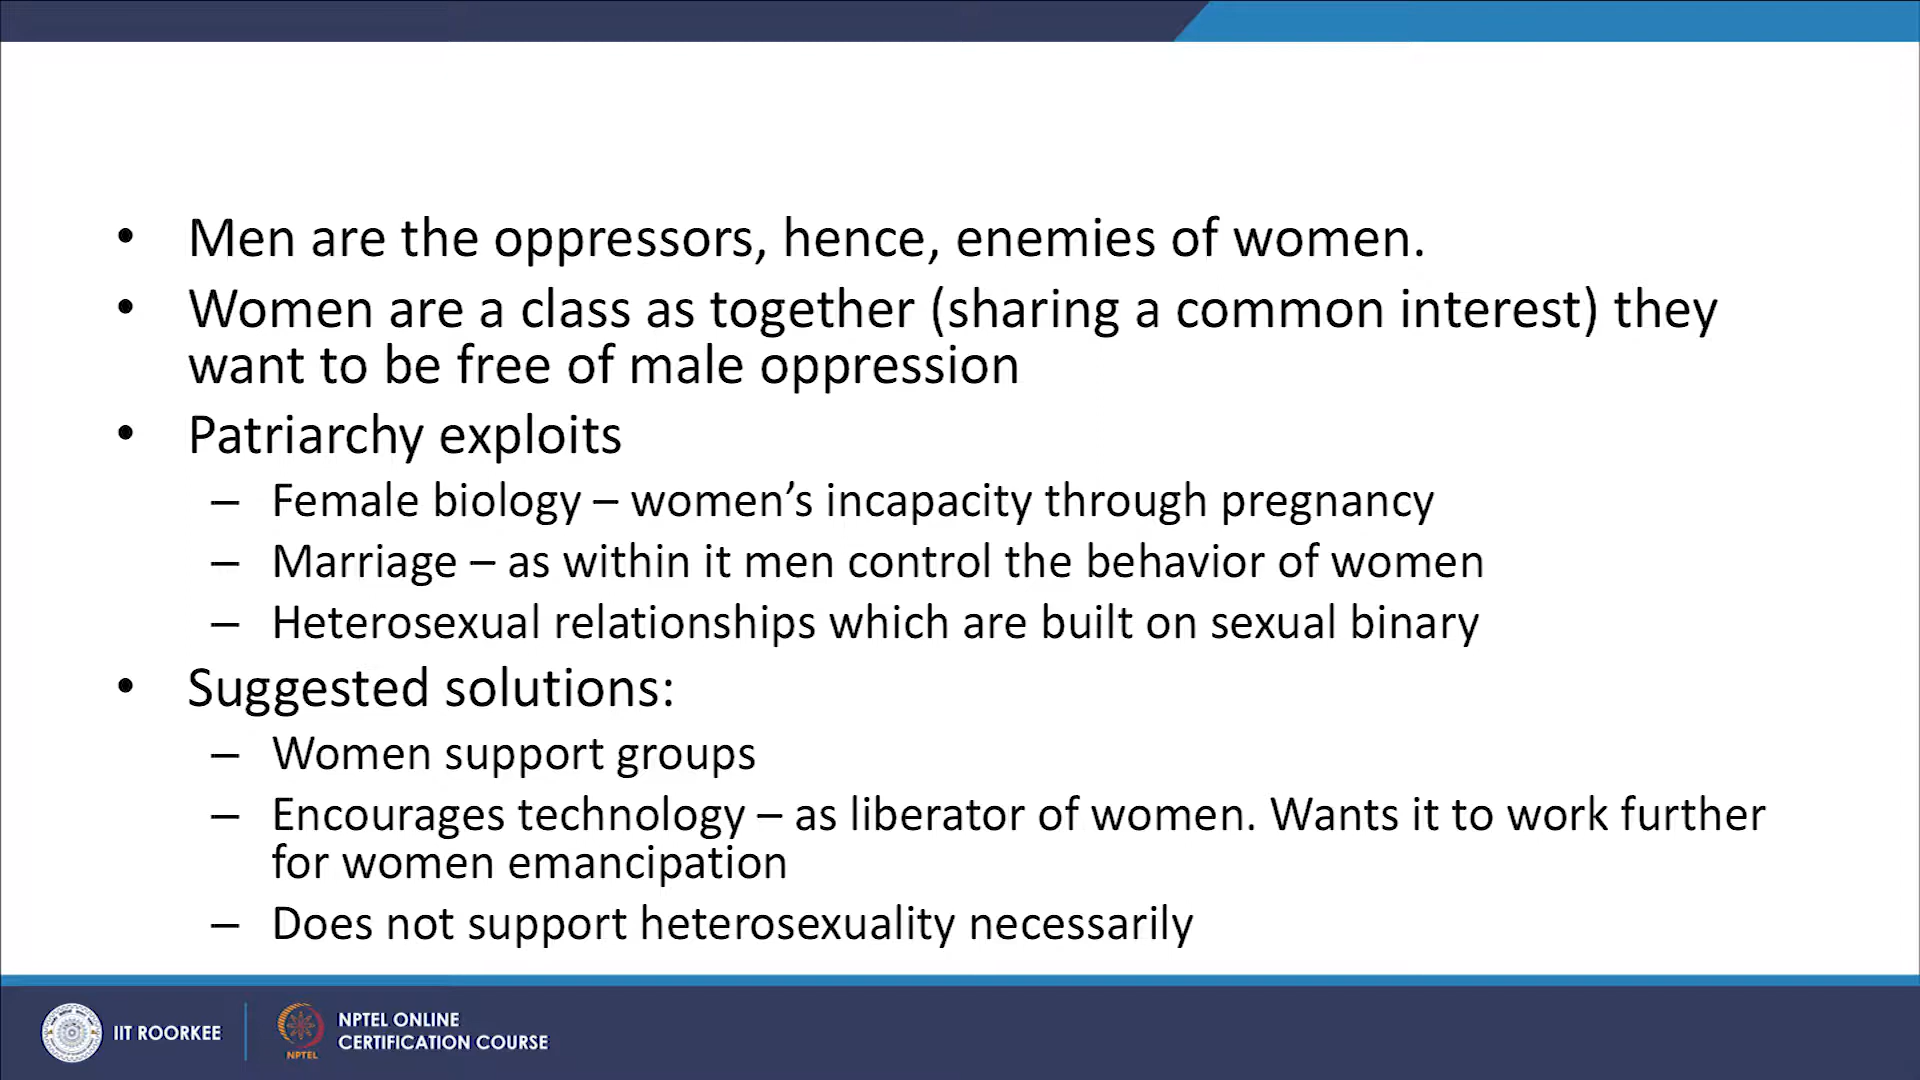 • Men are the oppressors, hence, enemies of women.
• Women are a class as together (sharing a common interest) they
want to be free of male oppression
• Patriarchy exploits
– Female biology – women’s incapacity through pregnancy
– Marriage – as within it men control the behavior of women
– Heterosexual relationships which are built on sexual binary
• Suggested solutions:
– Women support groups
– Encourages technology – as liberator of women. Wants it to work further
for women emancipation
– Does not support heterosexuality necessarily
IIT ROORKEE
NPTEL
NPTEL ONLINE
CERTIFICATION COURSE